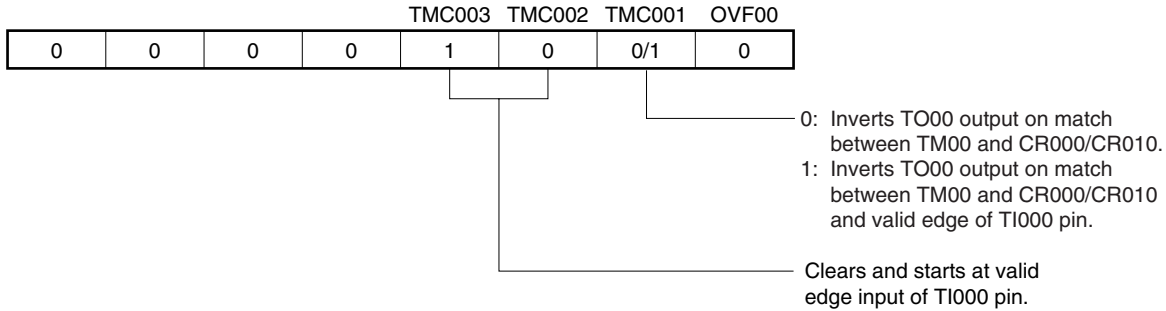 TMC003 TMC002 TMC001 OVF00
0 0 0 0 1 0 0/1 0
0: Inverts TO00 output on match
between TM00 and CR000/CR010.
1: Inverts TO00 output on match
between TM00 and CR000/CR010
and valid edge of TI000 pin.
Clears and starts at valid
edge input of TI000 pin.